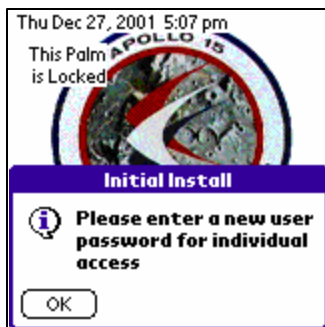 Thu Dec 27, 2001 5:07 pm
This Palm
is Locked
APOLLO 15
Initial Install
Please enter a new user
password for individual
access
OK